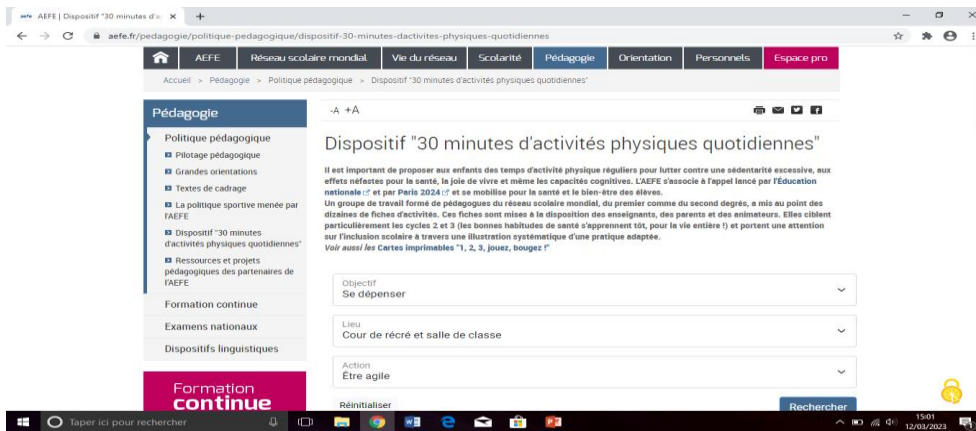 aefe AEFE | Dispositif "30 minutes d'a
aefe.fr/pedagogie/politique-pedagogique/dispositif-30-minutes-dactivites-physiques-quotidiennes
AEFE Réseau scolaire mondial Vie du réseau Scolarité Pédagogie Orientation Personnels Espace pro
Accueil > Pédagogie > Politique pédagogique > Dispositif "30 minutes d'activités physiques quotidiennes"
Pédagogie
Politique pédagogique
Pilotage pédagogique
Grandes orientations
Textes de cadrage
La politique sportive menée par
l'AEFE
Dispositif "30 minutes
d'activités physiques quotidiennes"
Ressources et projets
pédagogiques des partenaires de
l'AEFE
Formation continue
Examens nationaux
Dispositifs linguistiques
Formation
continue
-A +A
Dispositif "30 minutes d'activités physiques quotidiennes"
Il est important de proposer aux enfants des temps d'activité physique réguliers pour lutter contre une sédentarité excessive, aux
effets néfastes pour la santé, la joie de vivre et même les capacités cognitives. L'AEFE s'associe à l'appel lancé par l'Éducation
nationale et par Paris 2024 et se mobilise pour la santé et le bien-être des élèves.
Un groupe de travail formé de pédagogues du réseau scolaire mondial, du premier comme du second degrés, a mis au point des
dizaines de fiches d'activités. Ces fiches sont mises à la disposition des enseignants, des parents et des animateurs. Elles ciblent
particulièrement les cycles 2 et 3 (les bonnes habitudes de santé s'apprennent tôt, pour la vie entière !) et portent une attention
sur l'inclusion scolaire à travers une illustration systématique d'une pratique adaptée.
Voir aussi les Cartes imprimables "1, 2, 3, jouez, bougez !"
Objectif
Se dépenser
Lieu
Cour de récré et salle de classe
Action
Être agile
Réinitialiser
Rechercher
Taper ici pour rechercher
15:01
12/03/2023